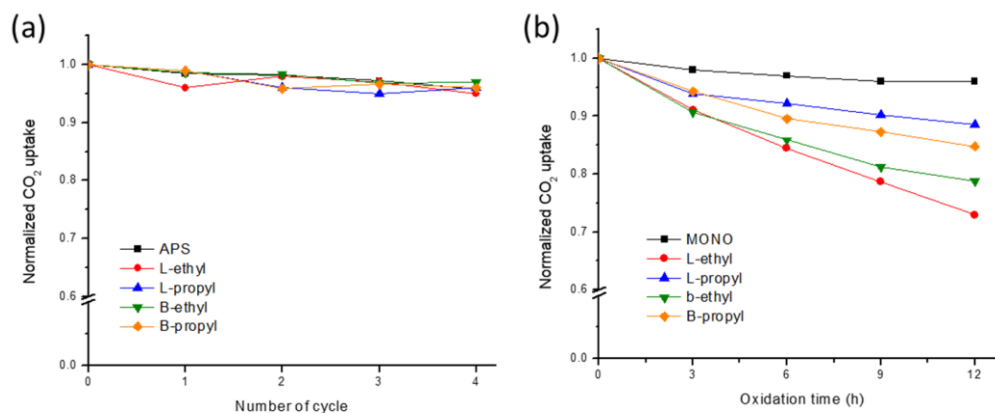 (a)
Normalized CO2 uptake
1.0
0.9
0.8
0.7
0.6
0.0
APS
L-ethyl
L-propyl
B-ethyl
B-propyl
0
1
2
3
4
Number of cycle
(b)
Normalized CO2 uptake
1.0
0.9
0.8
0.7
0.6
0.0
MONO
L-ethyl
L-propyl
b-ethyl
B-propyl
0
3
6
9
12
Oxidation time (h)